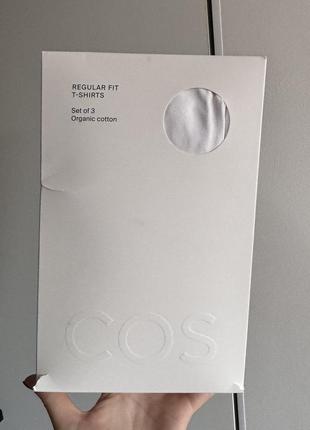 REGULAR FIT
T-SHIRTS
Set of 3
Organic cotton
COS